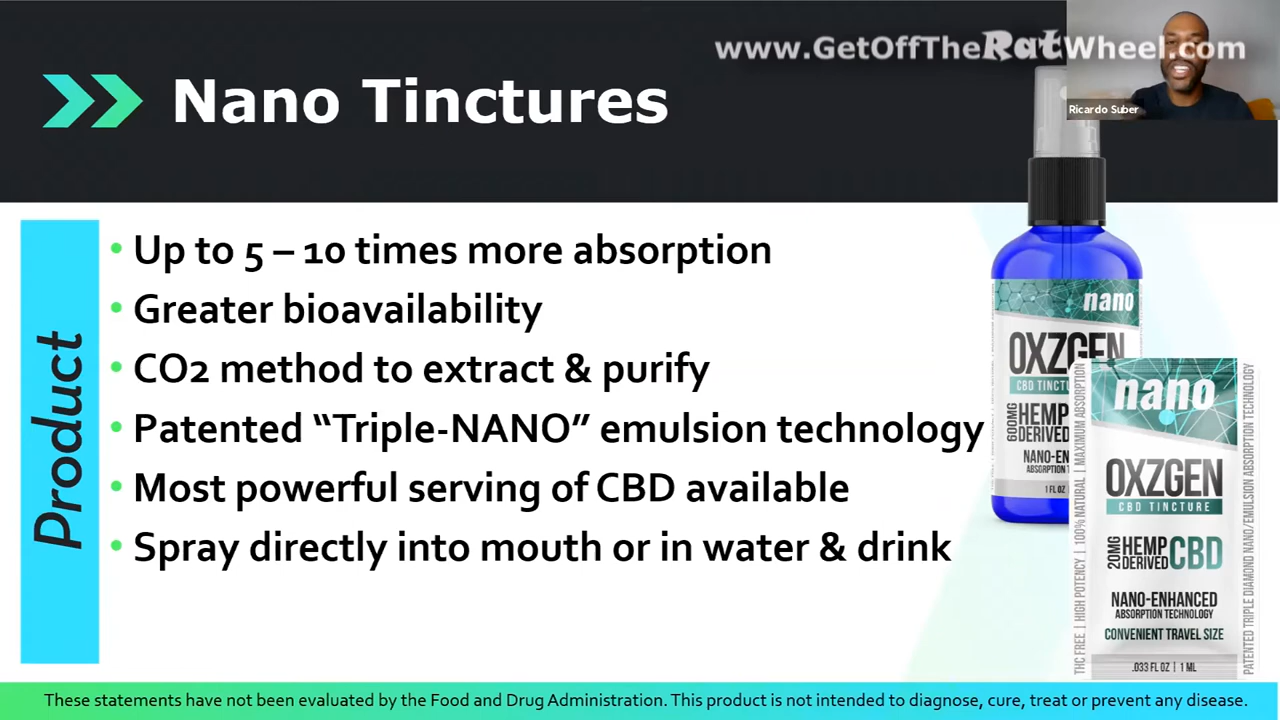 www.GetOffTheRatWheel.com
Ricardo Suber
Nano Tinctures
Product
• Up to 5 – 10 times more absorption
• Greater bioavailability
• CO2 method to extract & purify
• Patented “Triple-NANO” emulsion technology
• Most powerful serving of CBD available
• Spray directly into mouth or in water & drink
nano
OXZGEN
CBD
600MG
HEMP
DERIVED
1 FL OZ
nano
OXZGEN
CBD TINCTURE
20MG HEMP DERIVED CBD
NANO-ENHANCED
ABSORPTION TECHNOLOGY
CONVENIENT TRAVEL SIZE
.033 FL OZ | 1 ML
THC FREE | HIGH POTENCY | 100% NATURAL | MAXIMUM ABSORPTION
PATENTED TRIPLE DIAMOND NANO/EMULSION ABSORPTION TECHNOLOGY
These statements have not been evaluated by the Food and Drug Administration. This product is not intended to diagnose, cure, treat or prevent any disease.